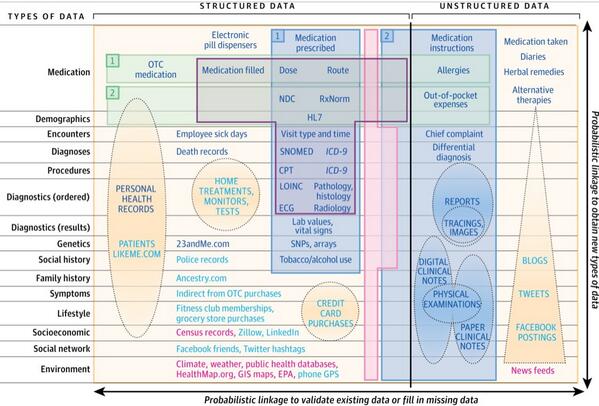 TYPES OF DATA
STRUCTURED DATA
UNSTRUCTURED DATA
Electronic
pill dispensers
1
Medication
prescribed
2
Medication
instructions
Medication taken
Diaries
Herbal remedies
Alternative
therapies
Medication
1
OTC
medication
Medication filled
Dose
Route
Allergies
2
NDC
RxNorm
Out-of-pocket
expenses
Demographics
HL7
Encounters
Employee sick days
Visit type and time
Chief complaint
Diagnoses
Death records
SNOMED
ICD-9
Differential
diagnosis
Procedures
CPT
ICD-9
Diagnostics (ordered)
PERSONAL
HEALTH
RECORDS
HOME
TREATMENTS,
MONITORS,
TESTS
LOINC
Pathology,
histology
ECG
Radiology
REPORTS
TRACINGS,
IMAGES
Diagnostics (results)
Lab values,
vital signs
Genetics
PATIENTS
LIKEME.COM
23andMe.com
SNPs, arrays
Social history
Police records
Tobacco/alcohol use
DIGITAL
CLINICAL
NOTES
BLOGS
Family history
Ancestry.com
Symptoms
Indirect from OTC purchases
PHYSICAL
EXAMINATIONS
TWEETS
Lifestyle
Fitness club memberships,
grocery store purchases
CREDIT
CARD
PURCHASES
Socioeconomic
Census records, Zillow, LinkedIn
PAPER
CLINICAL
NOTES
FACEBOOK
POSTINGS
Social network
Facebook friends, Twitter hashtags
Environment
Climate, weather, public health databases,
HealthMap.org, GIS maps, EPA, phone GPS
News feeds
Probabilistic linkage to validate existing data or fill in missing data
Probabilistic linkage to obtain new types of data